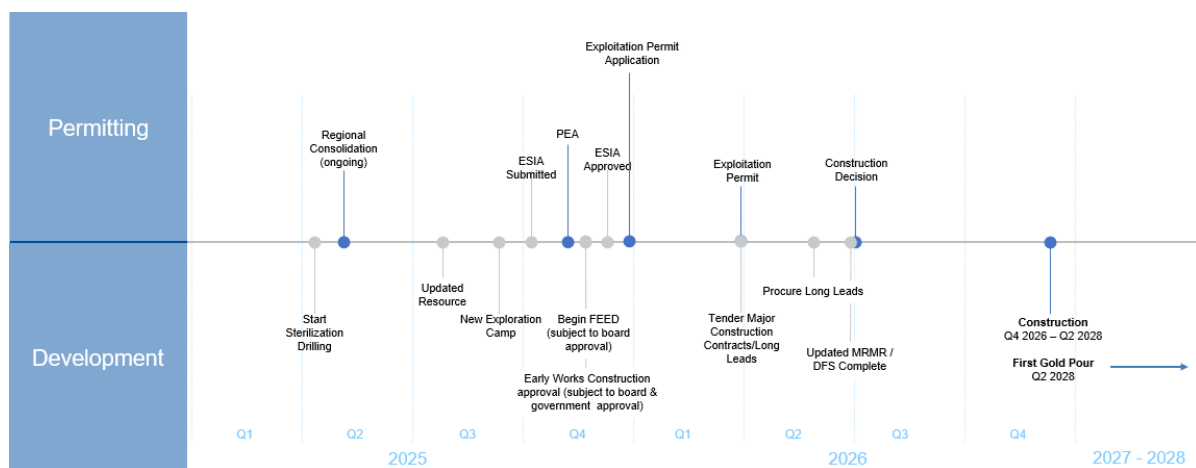 Permitting
Exploitation Permit
Application
Regional
Consolidation
(ongoing)
ESIA
Submitted
PEA
ESIA
Approved
Exploitation
Permit
Construction
Decision
Development
Start
Sterilization
Drilling
Updated
Resource
New Exploration
Camp
Begin FEED
(subject to board
approval)
Early Works Construction
approval (subject to board &
government approval)
Tender Major
Construction
Contracts/Long
Leads
Procure Long Leads
Updated MRMR /
DFS Complete
Construction
Q4 2026 – Q2 2028
First Gold Pour
Q2 2028
Q1
Q2
Q3
Q4
Q1
Q2
Q3
Q4
2025
2026
2027 - 2028